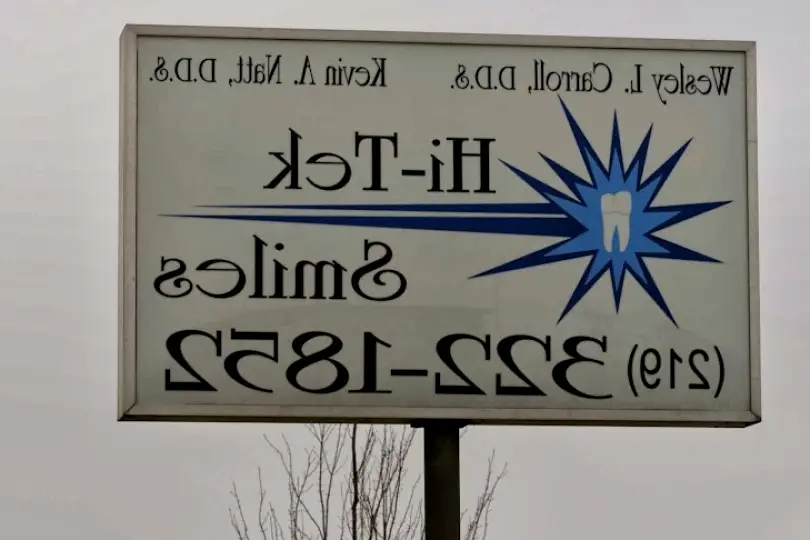 Wesley L. Carroll, D.D.S. Kevin A. Natt, D.D.S.
Hi-Tek
Smiles
(219) 322-1852